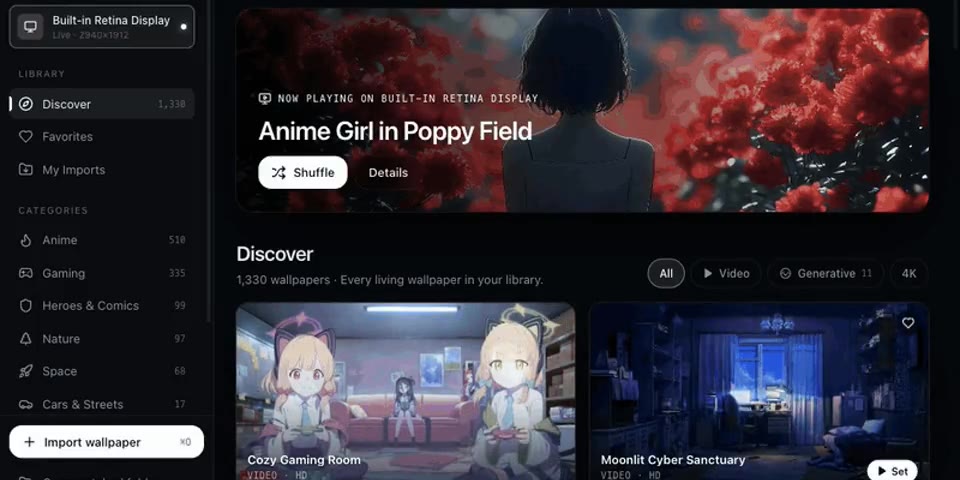 Built-in Retina Display
Live · 2940×1912
LIBRARY
Discover 1,330
Favorites
My Imports
CATEGORIES
Anime 510
Gaming 335
Heroes & Comics 99
Nature 97
Space 68
Cars & Streets 17
Import wallpaper ⌘O
NOW PLAYING ON BUILT-IN RETINA DISPLAY
Anime Girl in Poppy Field
Shuffle Details
Discover
1,330 wallpapers · Every living wallpaper in your library.
All Video Generative 11 4K
Cozy Gaming Room
VIDEO · HD
Moonlit Cyber Sanctuary
VIDEO · HD
Set